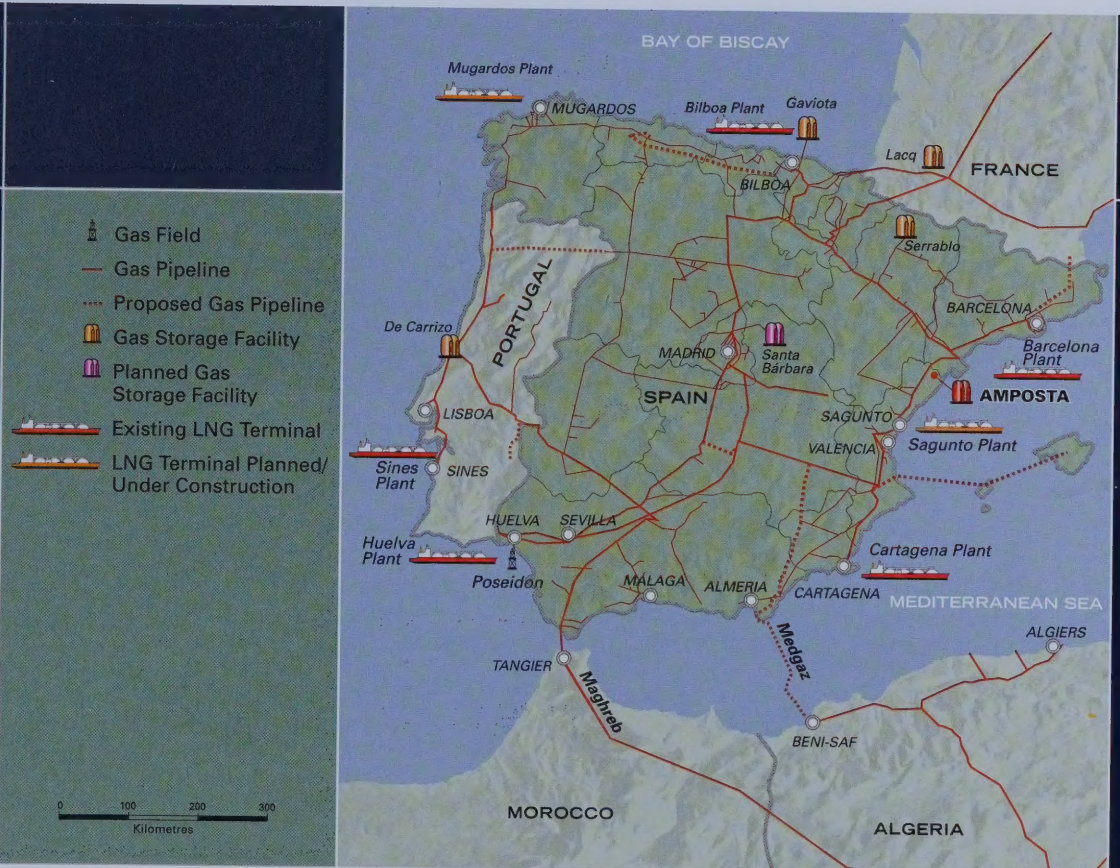 Gas Field
Gas Pipeline
Proposed Gas Pipeline
Gas Storage Facility
Planned Gas
Storage Facility
Existing LNG Terminal
LNG Terminal Planned/
Under Construction
0 100 200 300
Kilometres
BAY OF BISCAY
Mugardos Plant
MUGARDOS
Bilboa Plant
Gaviota
BILBOA
Lacq
FRANCE
Serrablo
PORTUGAL
De Carrizo
MADRID
Santa
Bárbara
BARCELONA
Barcelona
Plant
SPAIN
AMPOSTA
LISBOA
SAGUNTO
Sagunto Plant
VALENCIA
Sines
Plant
SINES
HUELVA
SEVILLA
Huelva
Plant
Poseidon
MÁLAGA
ALMERIA
Cartagena Plant
CARTAGENA
MEDITERRANEAN SEA
ALGIERS
TANGIER
Maghreb
Medgaz
BENI-SAF
MOROCCO
ALGERIA